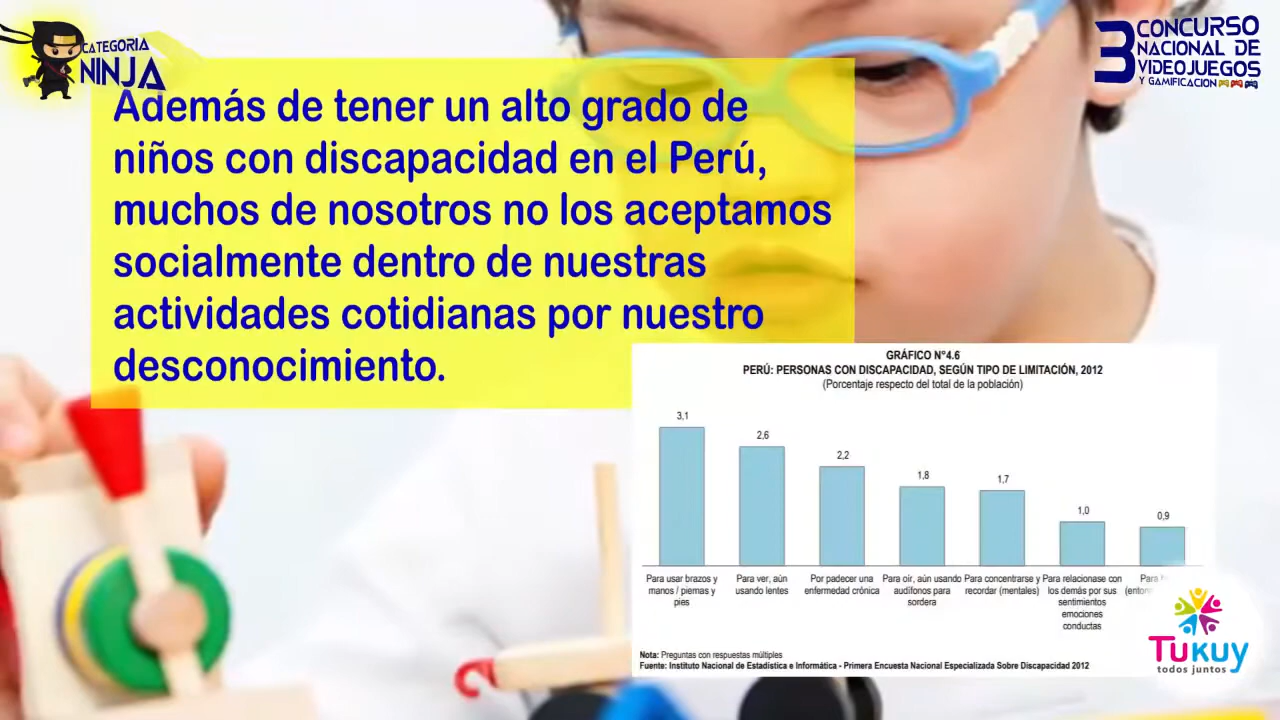 CATEGORIA
NINJA
3 CONCURSO
NACIONAL DE
VIDEOJUEGOS
Y GAMIFICACION
Además de tener un alto grado de
niños con discapacidad en el Perú,
muchos de nosotros no los aceptamos
socialmente dentro de nuestras
actividades cotidianas por nuestro
desconocimiento.
GRÁFICO N°4.6
PERÚ: PERSONAS CON DISCAPACIDAD, SEGÚN TIPO DE LIMITACIÓN, 2012
(Porcentaje respecto del total de la población)
3,1
2,6
2,2
1,8
1,7
1,0
0,9
Para usar brazos y
manos / piernas y
pies
Para ver, aún
usando lentes
Por padecer una
enfermedad crónica
Para oír, aún usando
audífonos para
sordera
Para concentrarse y
recordar (mentales)
Para relacionase con
los demás por sus
sentimientos
emociones
conductas
Para
Nota: Preguntas con respuestas múltiples
Fuente: Instituto Nacional de Estadística e Informática - Primera Encuesta Nacional Especializada Sobre Discapacidad 2012
Tukuy
todos juntos